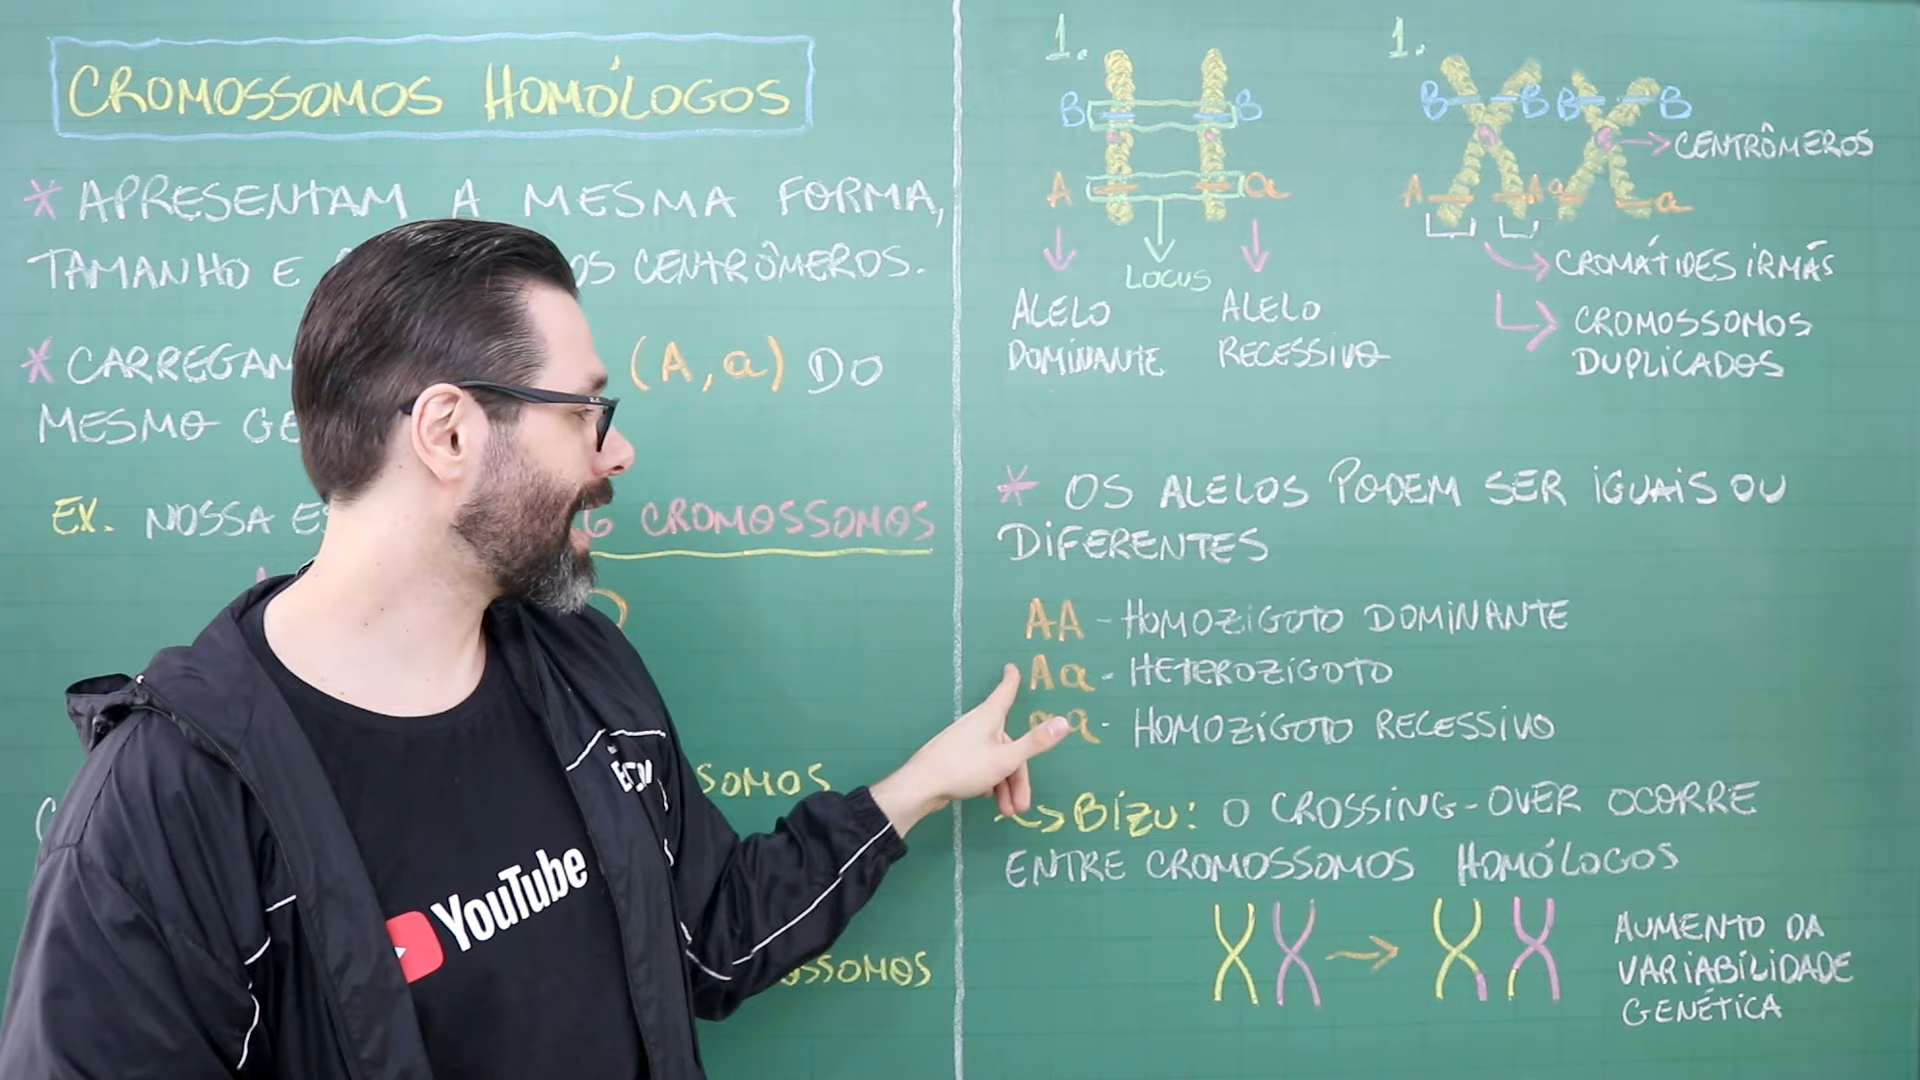 CROMOSSOMOS HOMÓLOGOS
* APRESENTAM A MESMA FORMA,
TAMANHO E OS CENTRÔMEROS.
* CARREGAM (A, a) DO
MESMO
EX. NOSSA CROMOSSOMOS
SOMOS
1.
B B
A a
LOCUS
ALELO
DOMINANTE
ALELO
RECESSIVO
1.
B B B B
CENTRÔMEROS
A A a a
CROMÁTIDES IRMÃS
CROMOSSOMOS
DUPLICADOS
* OS ALELOS PODEM SER IGUAIS OU
DIFERENTES
AA - HOMOZIGOTO DOMINANTE
Aa - HETEROZIGOTO
aa - HOMOZIGOTO RECESSIVO
BIZU: O CROSSING-OVER OCORRE
ENTRE CROMOSSOMOS HOMÓLOGOS
AUMENTO DA
VARIABILIDADE
GENÉTICA
YouTube